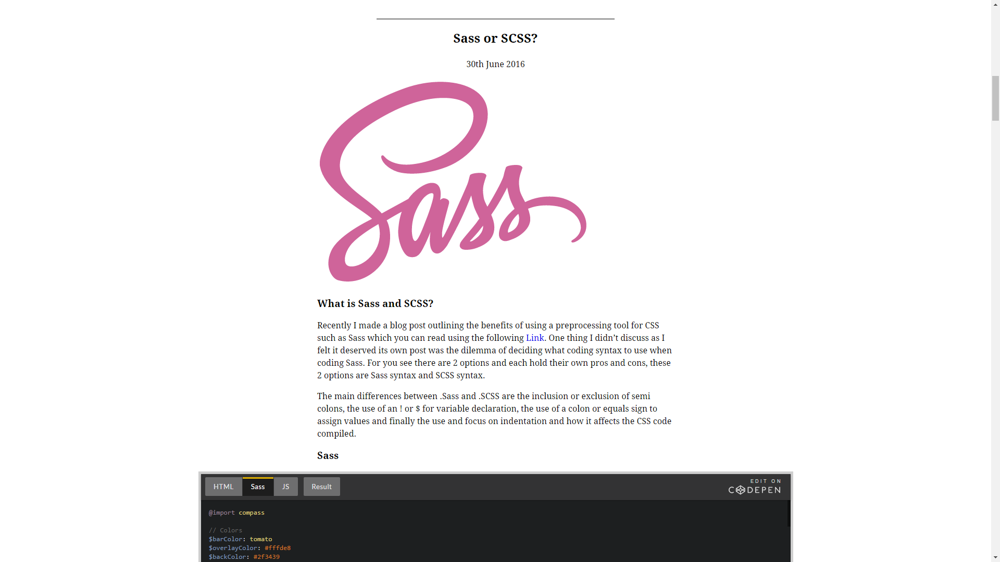 Sass or SCSS?
30th June 2016
Sass
What is Sass and SCSS?
Recently I made a blog post outlining the benefits of using a preprocessing tool for CSS
such as Sass which you can read using the following Link. One thing I didn’t discuss as I
felt it deserved its own post was the dilemma of deciding what coding syntax to use when
coding Sass. For you see there are 2 options and each hold their own pros and cons, these
2 options are Sass syntax and SCSS syntax.
The main differences between .Sass and .SCSS are the inclusion or exclusion of semi
colons, the use of an ! or $ for variable declaration, the use of a colon or equals sign to
assign values and finally the use and focus on indentation and how it affects the CSS code
compiled.
Sass
HTML Sass JS Result
EDIT ON
CODEPEN
@import compass
// Colors
$barColor: tomato
$overlayColor: #fffde8
$backColor: #2f3439